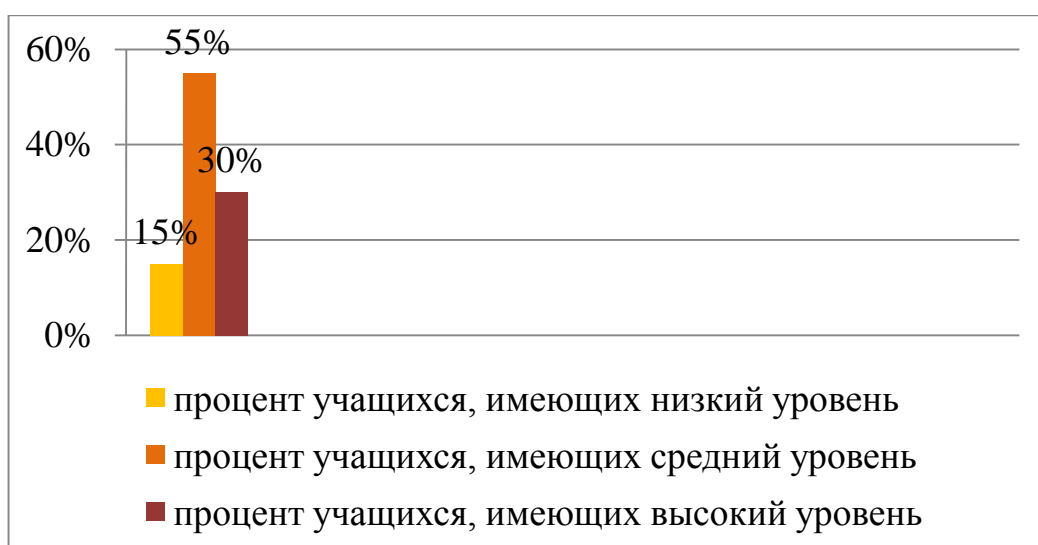 60%
55%
40%
30%
20%
15%
0%
процент учащихся, имеющих низкий уровень
процент учащихся, имеющих средний уровень
процент учащихся, имеющих высокий уровень